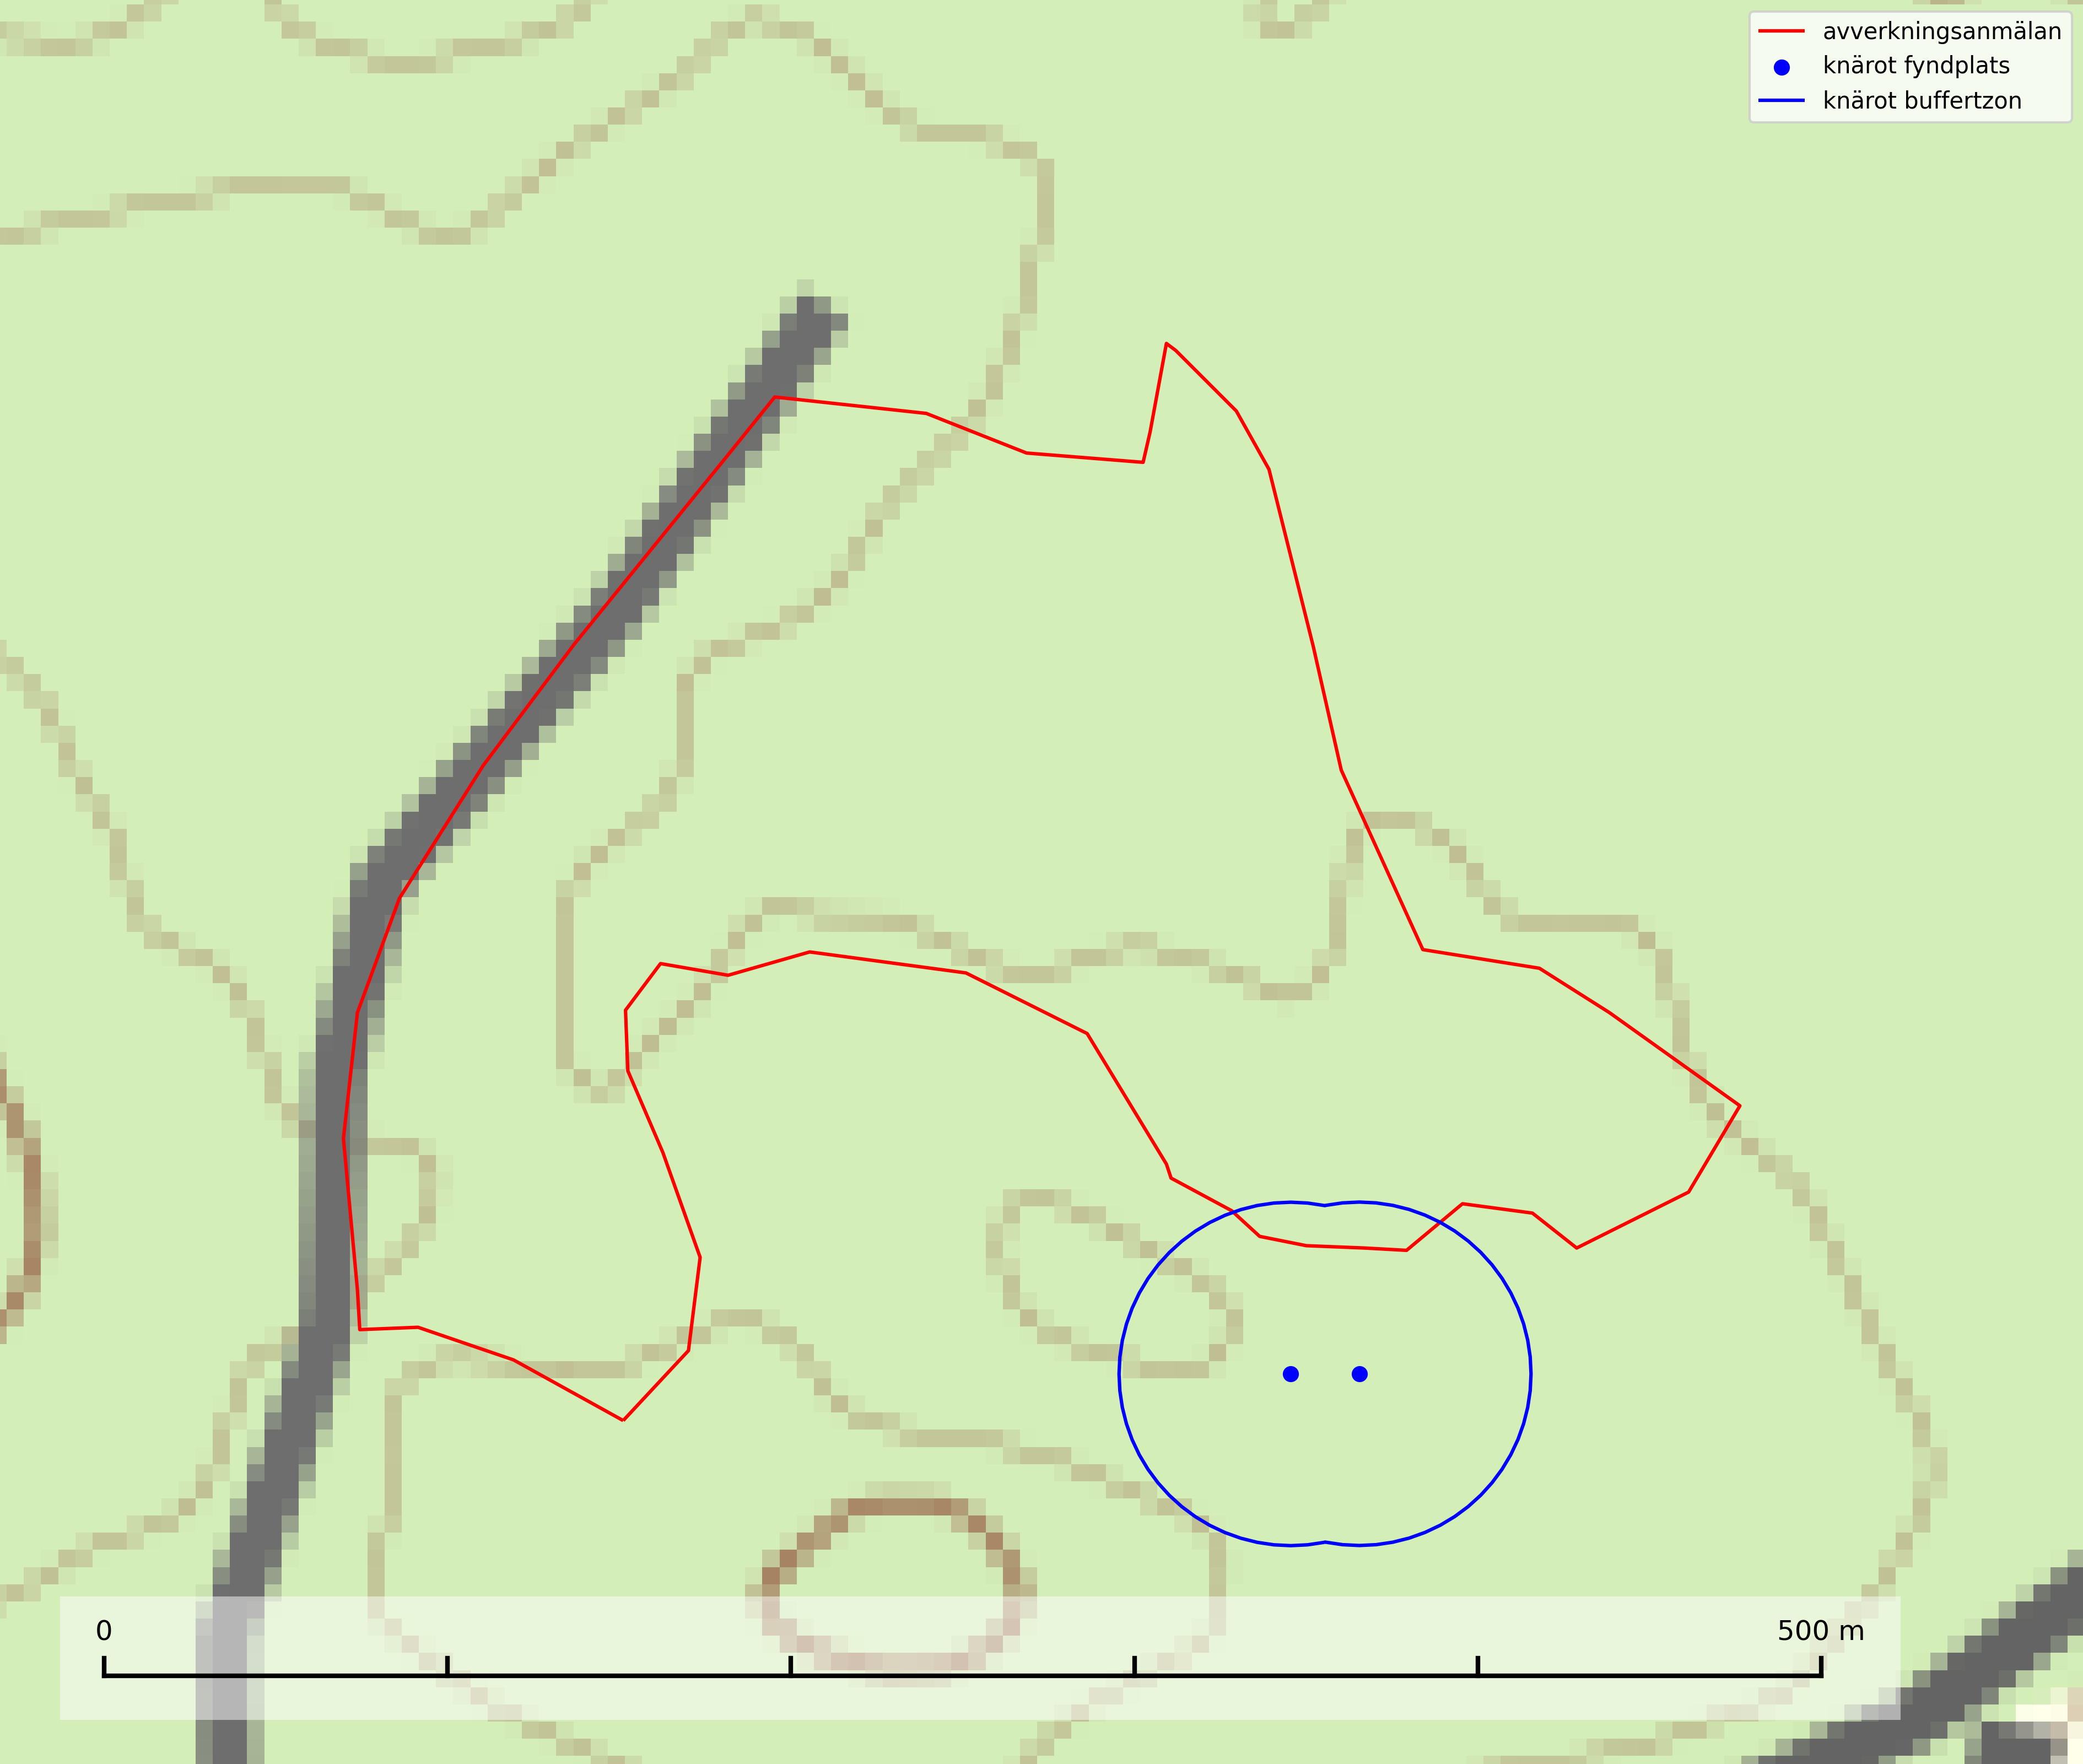 avverkningsanmälan
knärot fyndplats
knärot buffertzon
0
500 m